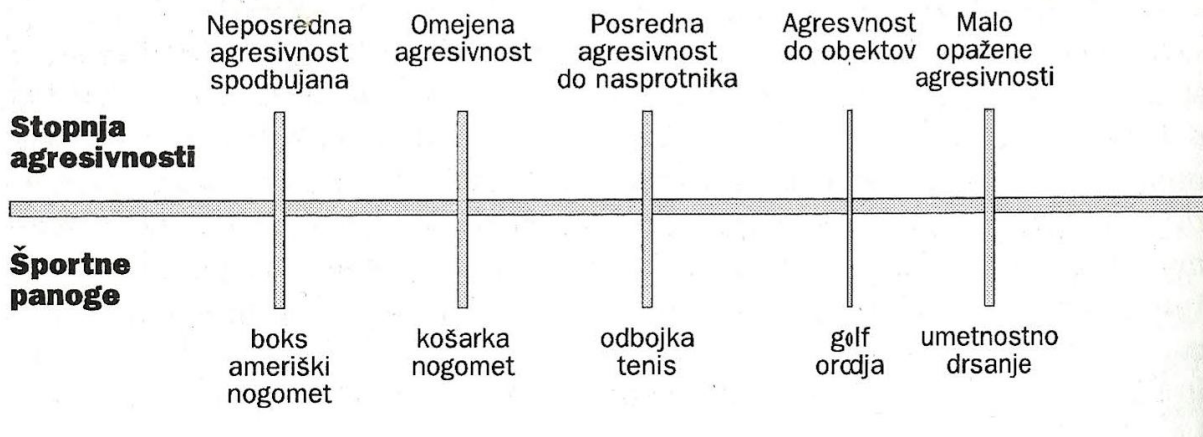 Neposredna
agresivnost
spodbujana
Omejena
agresivnost
Posredna
agresivnost
do nasprotnika
Agresvnost
do objektov
Malo
opažene
agresivnosti
Stopnja
agresivnosti
Športne
panoge
boks
ameriški
nogomet
košarka
nogomet
odbojka
tenis
golf
orodja
umetnostno
drsanje